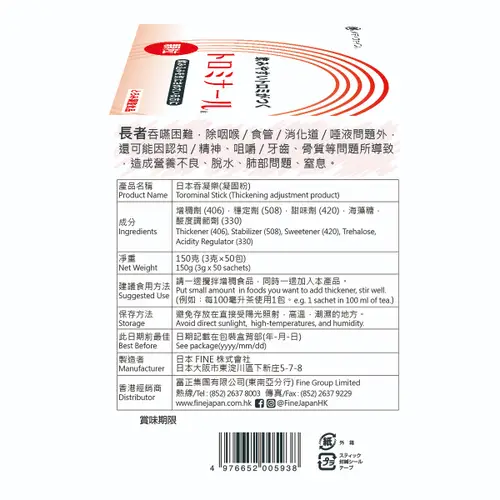 トロミナール
長者吞嚥困難，除咽喉/食管/消化道/唾液問題外，
還可能因認知/精神、咀嚼/牙齒、骨質等問題所導致
，造成營養不良、脫水、肺部問題、窒息。
產品名稱
Product Name
日本吞凝樂(凝固粉)
Torominal Stick (Thickening adjustment product)
成分
Ingredients
增稠劑 (406)，穩定劑 (508)，甜味劑 (420)，海藻糖，
酸度調節劑 (330)
Thickener (406), Stabilizer (508), Sweetener (420), Trehalose,
Acidity Regulator (330)
淨重
Net Weight
150克 (3克×50包)
150g (3g x 50 sachets)
建議食用方法
Suggested Use
請一邊攪拌增稠食品，同時一邊加入本產品。
Put small amount in foods you want to add thickener, stir well.
(例如：每100毫升茶使用1包。e.g. 1 sachet in 100 ml of tea.)
保存方法
Storage
避免存放在直接受陽光照射，高溫，潮濕的地方。
Avoid direct sunlight, high-temperatures, and humidity.
此日期前最佳
Best Before
日期記載在包裝盒背部(年-月-日)
See package(yyyy/mm/dd)
製造者
Manufacturer
日本 FINE 株式會社
日本大阪市東淀川區下新庄5-7-8
香港經銷商
Distributor
富正集團有限公司(東南亞分行) Fine Group Limited
熱線/Tel: (852) 2637 8003 傳真/Fax: (852) 2637 9229
www.finejapan.com.hk @FineJapanHK
賞味期限
4 976652 005938
紙 外箱
プラ スティック
封緘シール
テープ